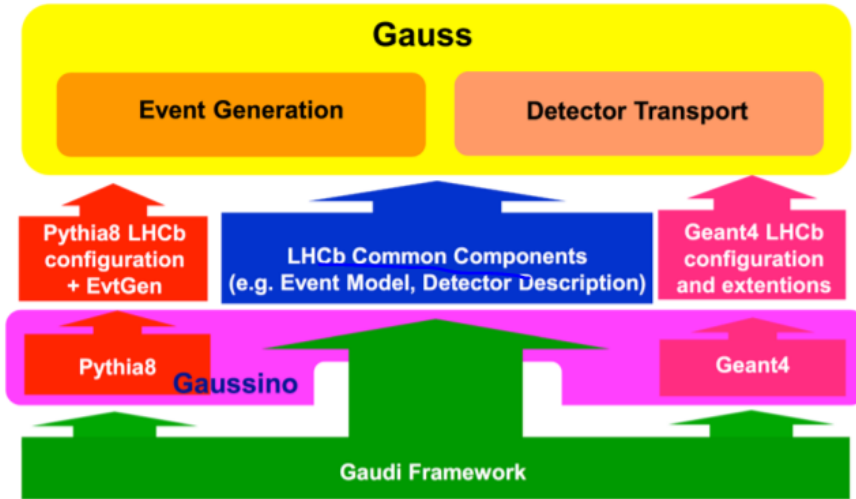 Gauss
Event Generation
Detector Transport
Pythia8 LHCb
configuration
+ EvtGen
LHCb Common Components
(e.g. Event Model, Detector Description)
Geant4 LHCb
configuration
and extentions
Pythia8
Gaussino
Geant4
Gaudi Framework